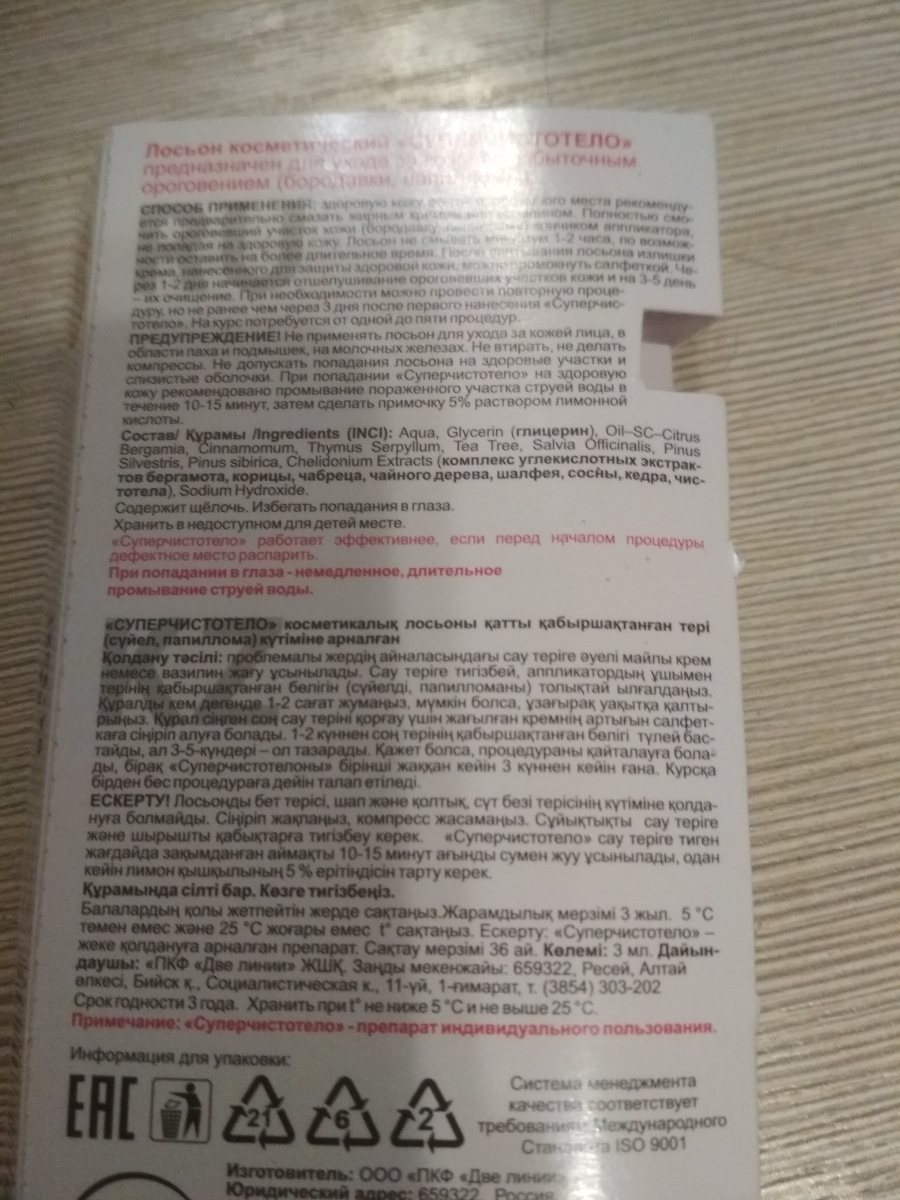 Лосьон косметический «СУПЕРЧИСТОТЕЛО»
предназначен для ухода за кожей с избыточным
ороговением (бородавки, папилломы)
СПОСОБ ПРИМЕНЕНИЯ: здоровую кожу вокруг места рекоменду-
ется предварительно смазать жирным кремом или вазелином. Полностью смо-
чить ороговевший участок кожи (бородавку, папиллому) кончиком аппликатора,
не попадая на здоровую кожу. Лосьон не смывать минимум 1-2 часа, по возмож-
ности оставить на более длительное время. После впитывания лосьона излишки
крема, нанесенного для защиты здоровой кожи, можно промокнуть салфеткой. Че-
рез 1-2 дня начинается отшелушивание ороговевших участков кожи и на 3-5 день
– их очищение. При необходимости можно провести повторную проце-
дуру, но не ранее чем через 3 дня после первого нанесения «Суперчис-
тотело». На курс потребуется от одной до пяти процедур.
ПРЕДУПРЕЖДЕНИЕ! Не применять лосьон для ухода за кожей лица, в
области паха и подмышек, на молочных железах. Не втирать, не делать
компрессы. Не допускать попадания лосьона на здоровые участки и
слизистые оболочки. При попадании «Суперчистотело» на здоровую
кожу рекомендовано промывание пораженного участка струей воды в
течение 10-15 минут, затем сделать примочку 5% раствором лимонной
кислоты.
Состав/ Құрамы /Ingredients (INCI): Aqua, Glycerin (глицерин), Oil–SC–Citrus
Bergamia, Cinnamomum, Thymus Serpyllum, Tea Tree, Salvia Officinalis, Pinus
Silvestris, Pinus sibirica, Chelidonium Extracts (комплекс углекислотных экстрак-
тов бергамота, корицы, чабреца, чайного дерева, шалфея, сосны, кедра, чис-
тотела), Sodium Hydroxide.
Содержит щёлочь. Избегать попадания в глаза.
Хранить в недоступном для детей месте.
«Суперчистотело» работает эффективнее, если перед началом процедуры
дефектное место распарить.
При попадании в глаза - немедленное, длительное
промывание струей воды.
«СУПЕРЧИСТОТЕЛО» косметикалық лосьоны қатты қабыршақтанған тері
(сүйел, папиллома) күтіміне арналған
Қолдану тәсілі: проблемалы жердің айналасындағы сау теріге әуелі майлы крем
немесе вазилин жағу ұсынылады. Сау теріге тигізбей, аппликатордың ұшымен
терінің қабыршақтанған бөлігін (сүйелді, папилломаны) толықтай ылғалдаңыз.
Құралды кем дегенде 1-2 сағат жумаңыз, мүмкін болса, ұзағырақ уақытқа қалты-
рыңыз. Құрал сіңген соң сау теріні қорғау үшін жағылған кремнің артығын салфет-
каға сіңіріп алуға болады. 1-2 күннен соң терінің қабыршақтанған бөлігі түлей бас-
тайды, ал 3-5-күндері – ол тазарады. Қажет болса, процедураны қайталауға бола-
ды, бірақ «Суперчистотелоны» бірінші жаққан кейін 3 күннен кейін ғана. Курсқа
бірден бес процедураға дейін талап етіледі.
ЕСКЕРТУ! Лосьонды бет терісі, шап және қолтық, сүт безі терісінің күтіміне қолда-
нуға болмайды. Сіңіріп жақпаңыз, компресс жасамаңыз. Сұйықтықты сау теріге
және шырышты қабықтарға тигізбеу керек. «Суперчистотело» сау теріге тиген
жағдайда зақымданған аймақты 10-15 минут ағынды сумен жуу ұсынылады, одан
кейін лимон қышқылының 5 % ерітіндісін тарту керек.
Құрамында сілті бар. Көзге тигізбеңіз.
Балалардың қолы жетпейтін жерде сақтаңыз.Жарамдылық мерзімі 3 жыл. 5 °C
төмен емес және 25 °C жоғары емес t° сақтаңыз. Ескерту: «Суперчистотело» –
жеке қолдануға арналған препарат. Сақтау мерзімі 36 ай. Көлемі: 3 мл. Дайын-
даушы: «ПКФ «Две линии» ЖШҚ. Заңды мекенжайы: 659322, Ресей, Алтай
өлкесі, Бийск қ., Социалистическая к., 11-үй, 1-ғимарат, т. (3854) 303-202
Срок годности 3 года. Хранить при t° не ниже 5 °C и не выше 25 °C.
Примечание: «Суперчистотело» - препарат индивидуального пользования.
Информация для упаковки:
EAC
21
6
2
Система менеджмента
качества соответствует
требованиям Международного
Стандарта ISO 9001
Изготовитель: ООО «ПКФ «Две линии»
Юридический адрес: 659322, Россия